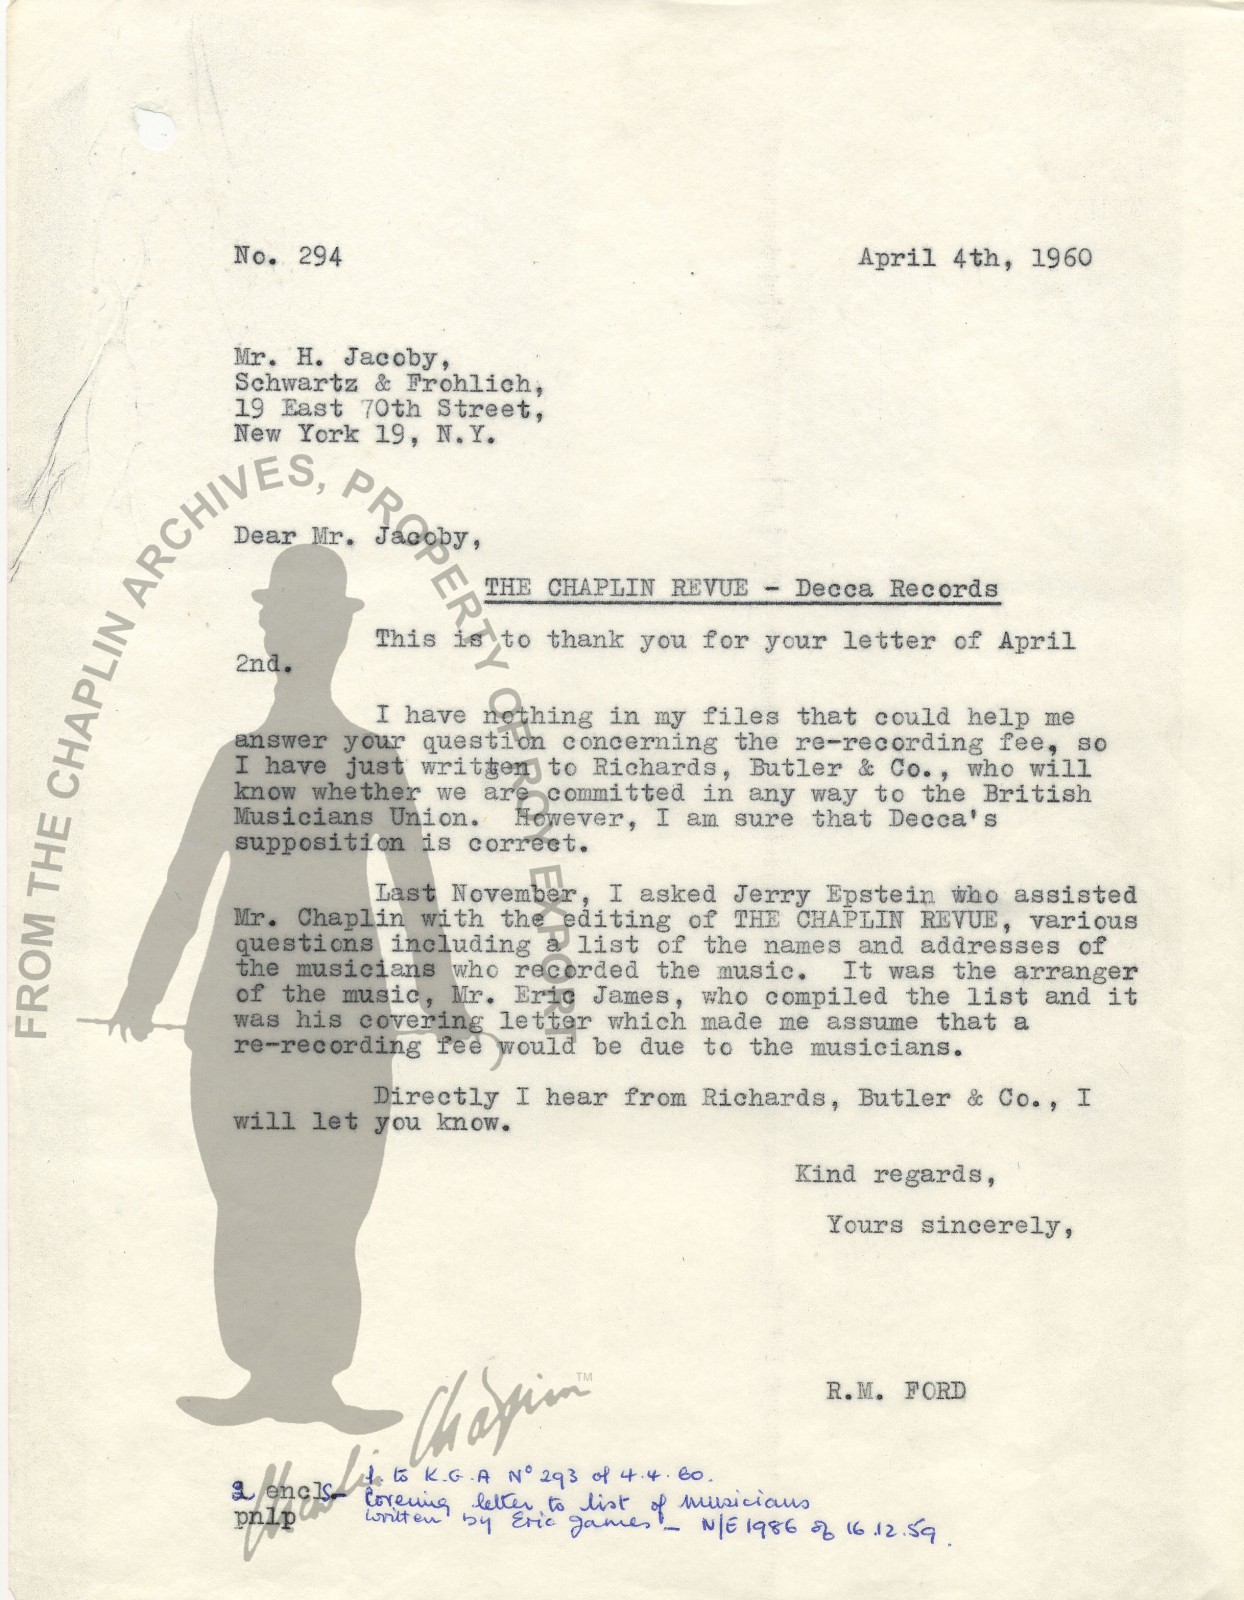 No. 294 April 4th, 1960
Mr. H. Jacoby,
Schwartz & Frohlich,
19 East 70th Street,
New York 19, N.Y.
Dear Mr. Jacoby,
THE CHAPLIN REVUE - Decca Records
This is to thank you for your letter of April
2nd.
I have nothing in my files that could help me
answer your question concerning the re-recording fee, so
I have just written to Richards, Butler & Co., who will
know whether we are committed in any way to the British
Musicians Union. However, I am sure that Decca's
supposition is correct.
Last November, I asked Jerry Epstein who assisted
Mr. Chaplin with the editing of THE CHAPLIN REVUE, various
questions including a list of the names and addresses of
the musicians who recorded the music. It was the arranger
of the music, Mr. Eric James, who compiled the list and it
was his covering letter which made me assume that a
re-recording fee would be due to the musicians.
Directly I hear from Richards, Butler & Co., I
will let you know.
Kind regards,
Yours sincerely,
R.M. FORD
2 encls- 1 to K.G.A N° 293 of 4.4.60.
Covering letter to list of musicians
pnlp written by Eric James - N/E 1986 of 16.12.59.
FROM THE CHAPLIN ARCHIVES, PROPERTY OF ROY EXPORT
Charlie Chaplin ™